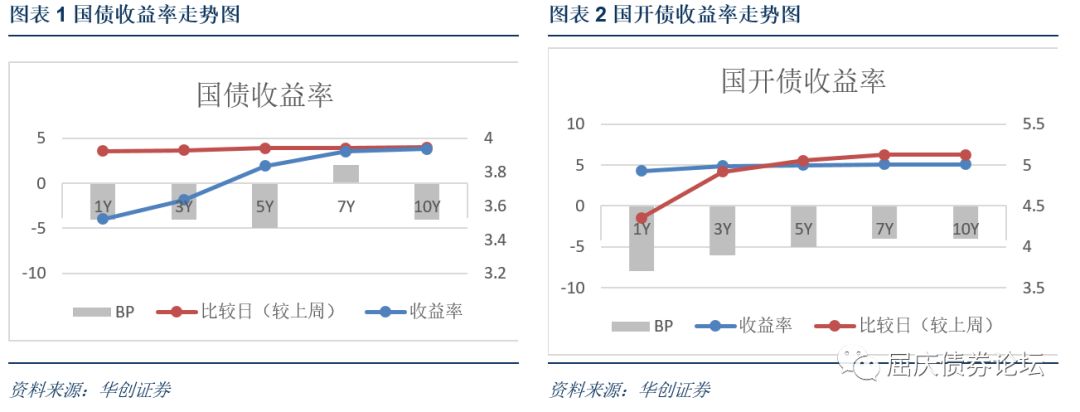 图表 1 国债收益率走势图
国债收益率
5
0
-5
-10
4
3.8
3.6
3.4
3.2
1Y 3Y 5Y 7Y 10Y
BP 比较日（较上周） 收益率
资料来源：华创证券
图表 2 国开债收益率走势图
国开债收益率
10
5
0
-5
-10
5.5
5
4.5
4
3.5
1Y 3Y 5Y 7Y 10Y
BP 收益率 比较日（较上周）
屈庆债券论坛
资料来源：华创证券